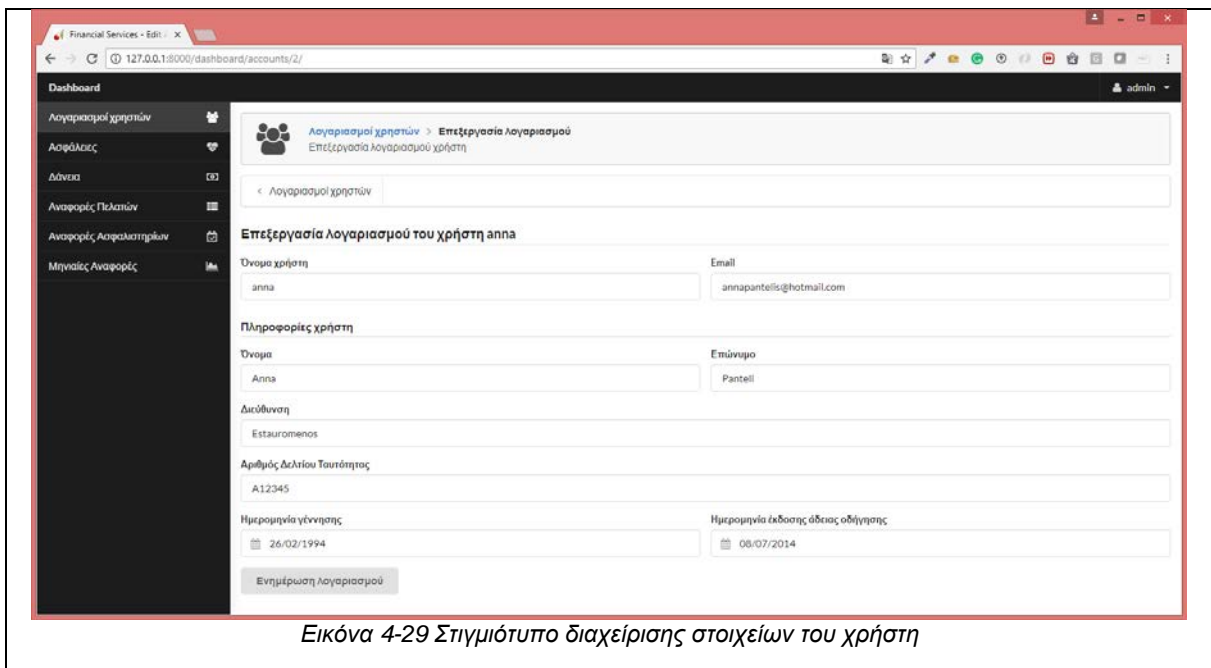 Financial Services - Edit
127.0.0.1:8000/dashboard/accounts/2/
Dashboard
admin
Λογαριασμοί χρηστών
Ασφάλειες
Δάνεια
Αναφορές Πελατών
Αναφορές Ασφαλιστηρίων
Μηνιαίες Αναφορές
Λογαριασμοί χρηστών > Επεξεργασία λογαριασμού
Επεξεργασία λογαριασμού χρήστη
< Λογαριασμοί χρηστών
Επεξεργασία λογαριασμού του χρήστη anna
Όνομα χρήστη
Email
anna
annapantelis@hotmail.com
Πληροφορίες χρήστη
Όνομα
Επώνυμο
Anna
Pantell
Διεύθυνση
Estauromenos
Αριθμός Δελτίου Ταυτότητας
A12345
Ημερομηνία γέννησης
Ημερομηνία έκδοσης άδειας οδήγησης
26/02/1994
08/07/2014
Ενημέρωση λογαριασμού
Εικόνα 4-29 Στιγμιότυπο διαχείρισης στοιχείων του χρήστη